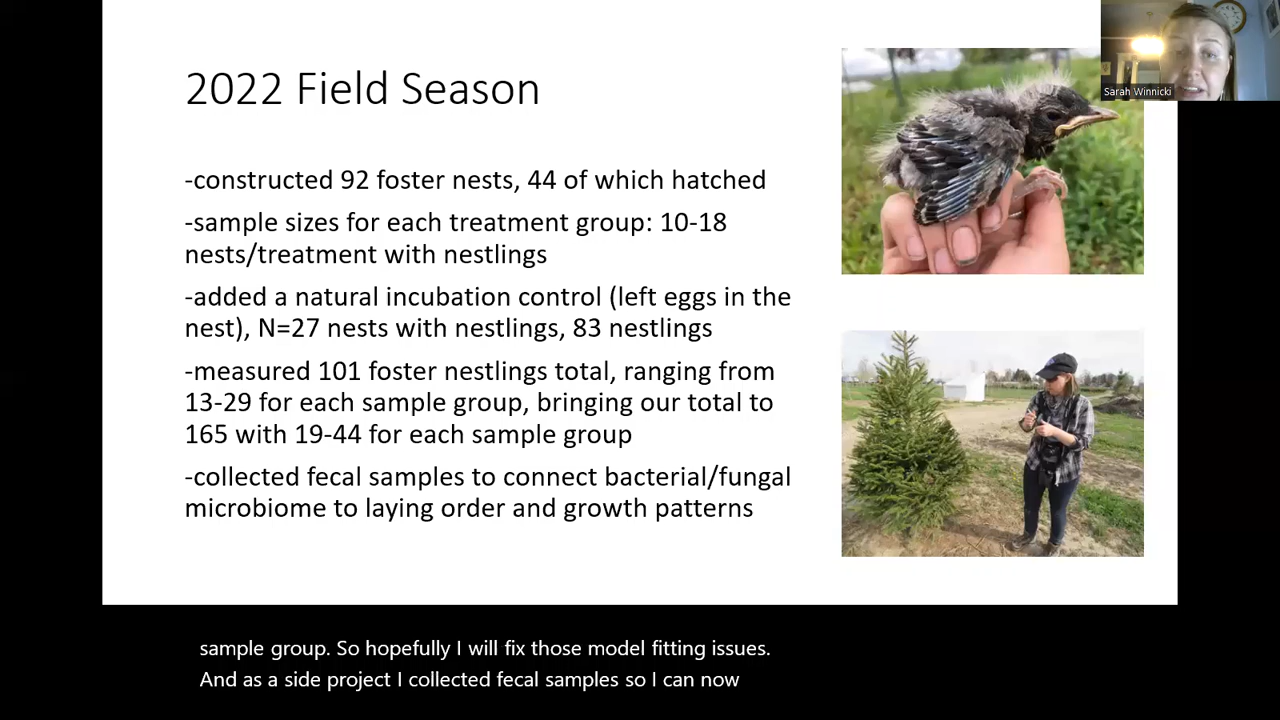 2022 Field Season
Sarah Winnicki
-constructed 92 foster nests, 44 of which hatched
-sample sizes for each treatment group: 10-18
nests/treatment with nestlings
-added a natural incubation control (left eggs in the
nest), N=27 nests with nestlings, 83 nestlings
-measured 101 foster nestlings total, ranging from
13-29 for each sample group, bringing our total to
165 with 19-44 for each sample group
-collected fecal samples to connect bacterial/fungal
microbiome to laying order and growth patterns
sample group. So hopefully I will fix those model fitting issues.
And as a side project I collected fecal samples so I can now